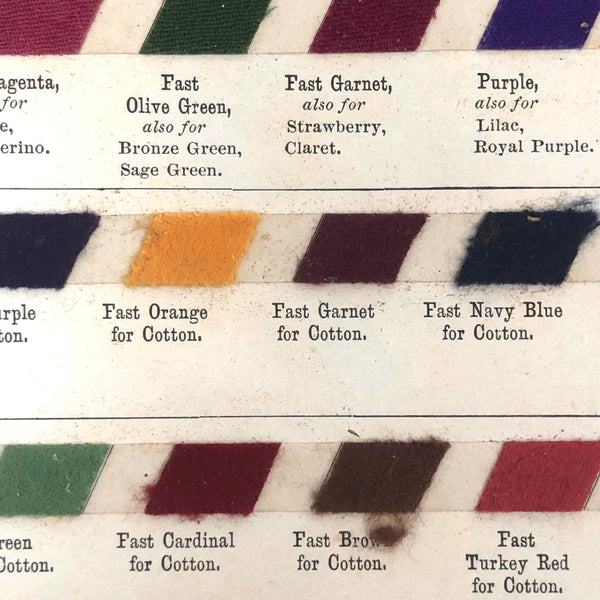 agenta,
for
e,
erino.
Fast
Olive Green,
also for
Bronze Green,
Sage Green.
Fast Garnet,
also for
Strawberry,
Claret.
Purple,
also for
Lilac,
Royal Purple.
urple
ton.
Fast Orange
for Cotton.
Fast Garnet
for Cotton.
Fast Navy Blue
for Cotton.
reen
Cotton.
Fast Cardinal
for Cotton.
Fast Brow
for Cotton.
Fast
Turkey Red
for Cotton.